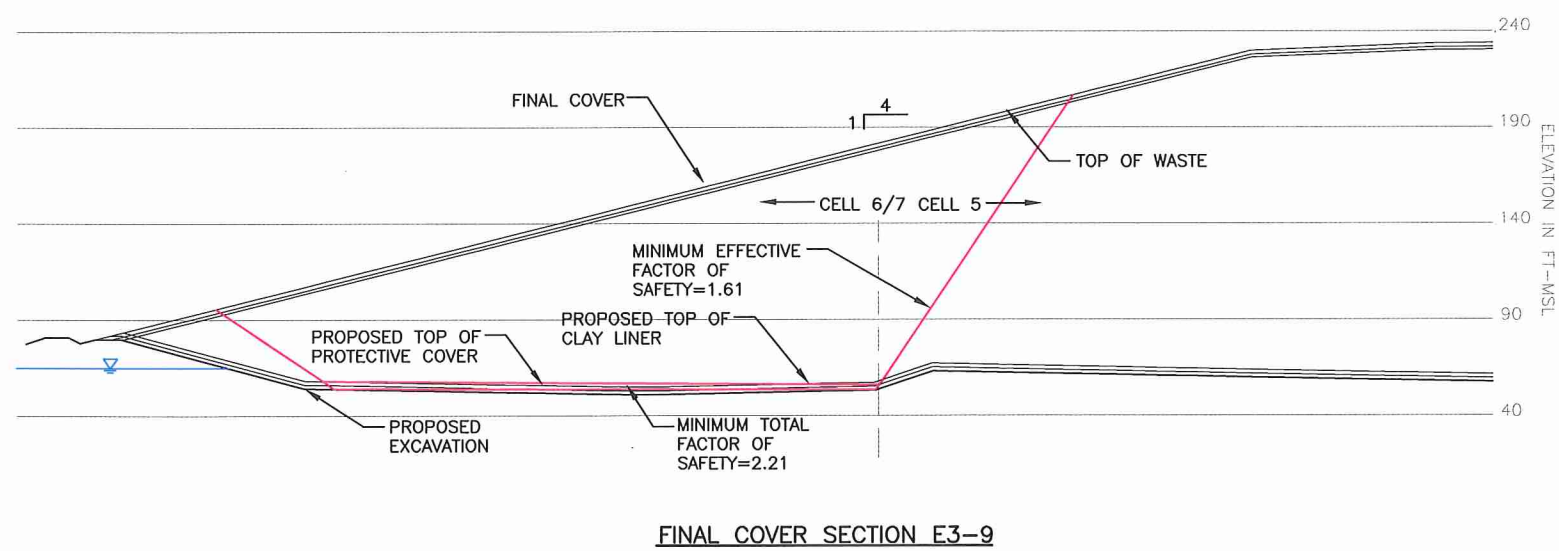 240
FINAL COVER
4
1
190
TOP OF WASTE
CELL 6/7 CELL 5
140
MINIMUM EFFECTIVE
FACTOR OF
SAFETY=1.61
ELEVATION IN FT-MSL
90
PROPOSED TOP OF
PROTECTIVE COVER
PROPOSED TOP OF
CLAY LINER
40
PROPOSED
EXCAVATION
MINIMUM TOTAL
FACTOR OF
SAFETY=2.21
FINAL COVER SECTION E3-9